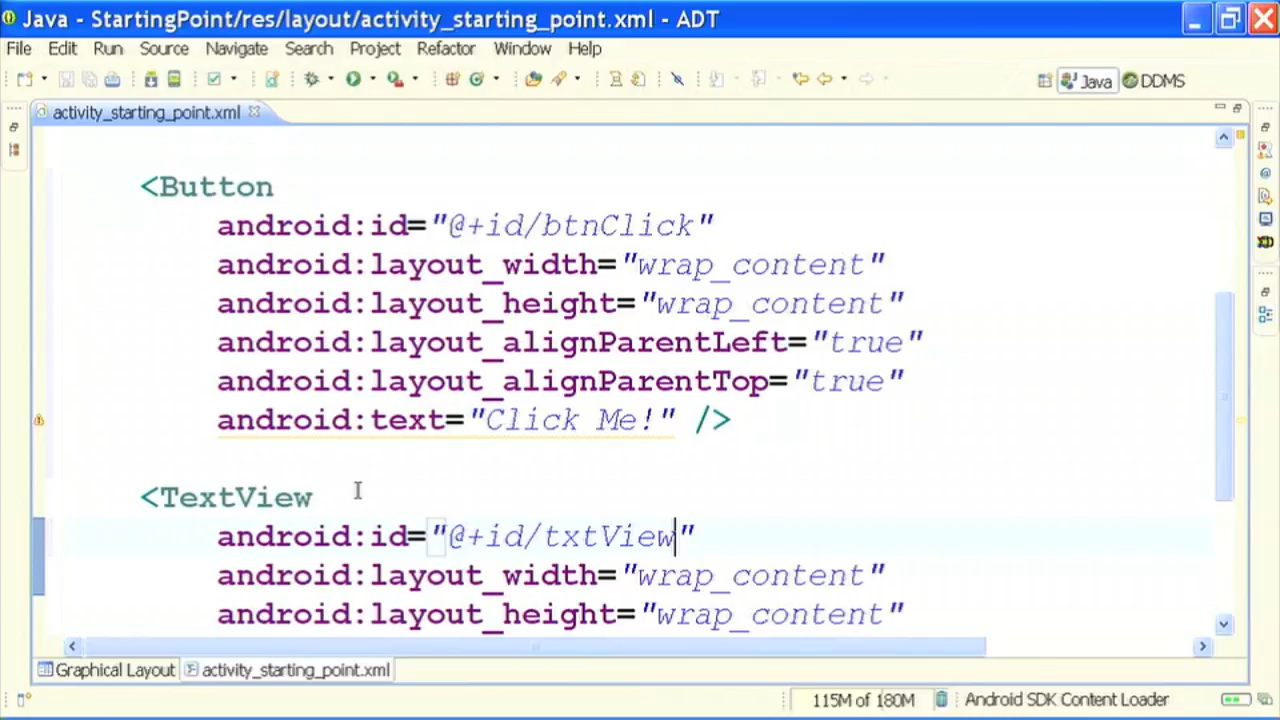 Java - StartingPoint/res/layout/activity_starting_point.xml - ADT
File Edit Run Source Navigate Search Project Refactor Window Help
Java DDMS
activity_starting_point.xml
<Button
android:id="@+id/btnClick"
android:layout_width="wrap_content"
android:layout_height="wrap_content"
android:layout_alignParentLeft="true"
android:layout_alignParentTop="true"
android:text="Click Me!" />
<TextView
android:id="@+id/txtView"
android:layout_width="wrap_content"
android:layout_height="wrap_content"
Graphical Layout activity_starting_point.xml
115M of 180M Android SDK Content Loader